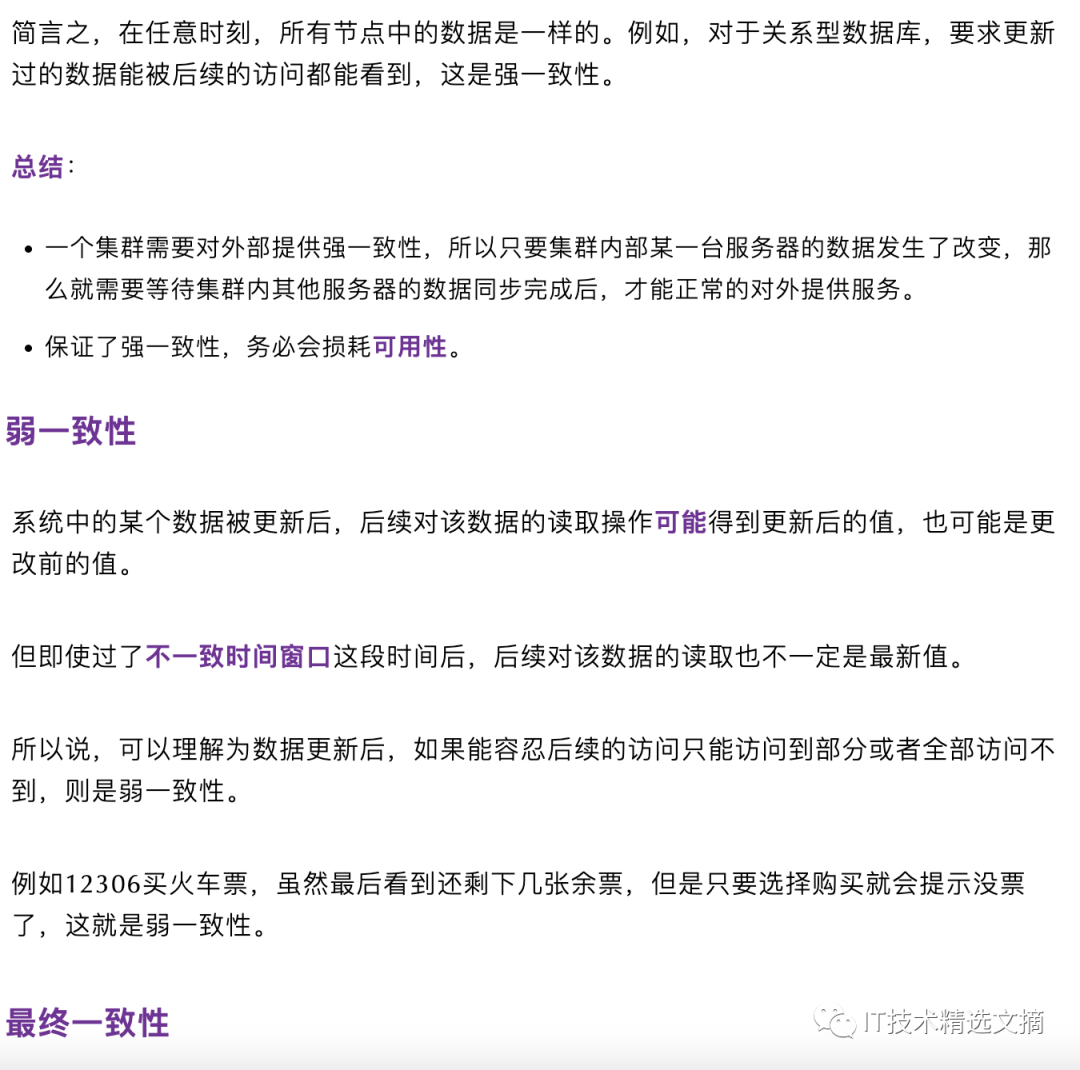 简言之，在任意时刻，所有节点中的数据是一样的。例如，对于关系型数据库，要求更新
过的数据能被后续的访问都能看到，这是强一致性。
总结：
• 一个集群需要对外部提供强一致性，所以只要集群内部某一台服务器的数据发生了改变，那
么就需要等待集群内其他服务器的数据同步完成后，才能正常的对外提供服务。
• 保证了强一致性，务必会损耗可用性。
弱一致性
系统中的某个数据被更新后，后续对该数据的读取操作可能得到更新后的值，也可能是更
改前的值。
但即使过了不一致时间窗口这段时间后，后续对该数据的读取也不一定是最新值。
所以说，可以理解为数据更新后，如果能容忍后续的访问只能访问到部分或者全部访问不
到，则是弱一致性。
例如12306买火车票，虽然最后看到还剩下几张余票，但是只要选择购买就会提示没票
了，这就是弱一致性。
最终一致性
IT技术精选文摘